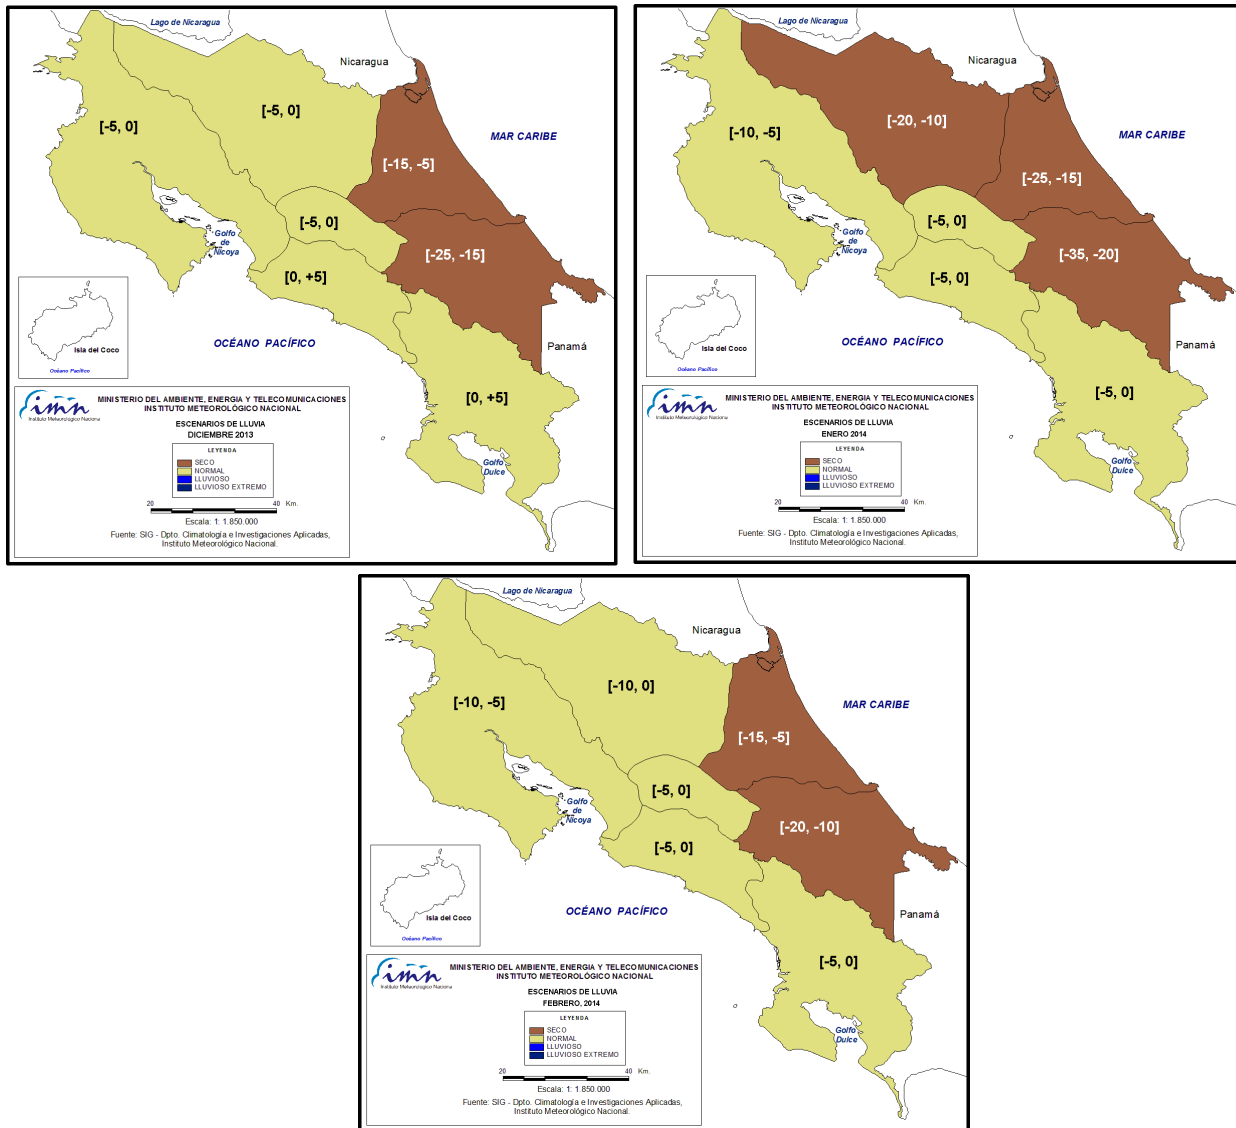 Lago de Nicaragua
Nicaragua
[-5, 0]
[-5, 0]
MAR CARIBE
[-15, -5]
[-5, 0]
Golfo
de
Nicoya
[-25, -15]
[0, +5]
Isla del Coco
Océano Pacífico
OCÉANO PACÍFICO
Panamá
[0, +5]
Golfo
Dulce
imn
Instituto Meteorológico Nacional
MINISTERIO DEL AMBIENTE, ENERGIA Y TELECOMUNICACIONES
INSTITUTO METEOROLÓGICO NACIONAL
ESCENARIOS DE LLUVIA
DICIEMBRE 2013
LEYENDA
SECO
NORMAL
LLUVIOSO
LLUVIOSO EXTREMO
20 40 Km.
Escala: 1: 1.850.000
Fuente: SIG - Dpto. Climatología e Investigaciones Aplicadas,
Instituto Meteorológico Nacional.
Lago de Nicaragua
Nicaragua
[-20, -10]
[-10, -5]
MAR CARIBE
[-25, -15]
[-5, 0]
Golfo
de
Nicoya
[-35, -20]
[-5, 0]
Isla del Coco
Océano Pacífico
OCÉANO PACÍFICO
Panamá
[-5, 0]
Golfo
Dulce
imn
Instituto Meteorológico Nacional
MINISTERIO DEL AMBIENTE, ENERGIA Y TELECOMUNICACIONES
INSTITUTO METEOROLÓGICO NACIONAL
ESCENARIOS DE LLUVIA
ENERO 2014
LEYENDA
SECO
NORMAL
LLUVIOSO
LLUVIOSO EXTREMO
20 40 Km.
Escala: 1: 1.850.000
Fuente: SIG - Dpto. Climatología e Investigaciones Aplicadas,
Instituto Meteorológico Nacional.
Lago de Nicaragua
Nicaragua
[-10, 0]
[-10, -5]
MAR CARIBE
[-15, -5]
[-5, 0]
Golfo
de
Nicoya
[-20, -10]
[-5, 0]
Isla del Coco
Océano Pacífico
OCÉANO PACÍFICO
Panamá
[-5, 0]
Golfo
Dulce
imn
Instituto Meteorológico Nacional
MINISTERIO DEL AMBIENTE, ENERGIA Y TELECOMUNICACIONES
INSTITUTO METEOROLÓGICO NACIONAL
ESCENARIOS DE LLUVIA
FEBRERO, 2014
LEYENDA
SECO
NORMAL
LLUVIOSO
LLUVIOSO EXTREMO
20 40 Km.
Escala: 1: 1.850.000
Fuente: SIG - Dpto. Climatología e Investigaciones Aplicadas,
Instituto Meteorológico Nacional.